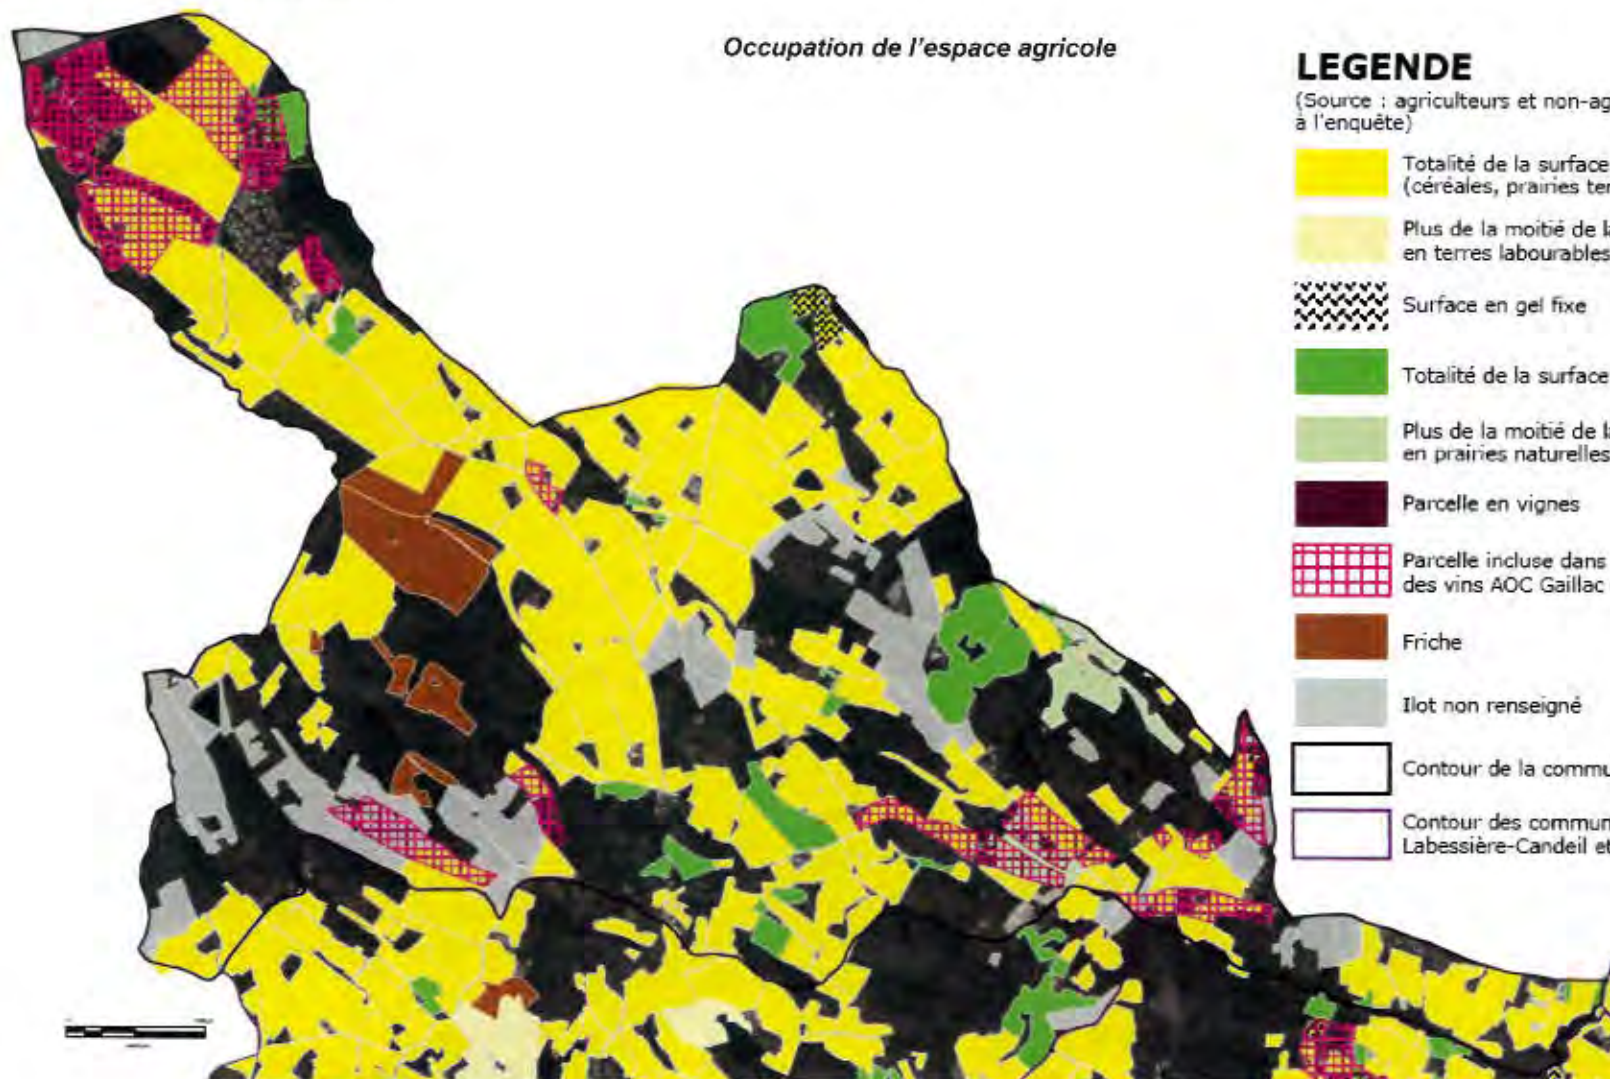 Occupation de l'espace agricole
LEGENDE
(Source : agriculteurs et non-ag
à l'enquête)
Totalité de la surface
(céréales, prairies ter
Plus de la moitié de la
en terres labourables
Surface en gel fixe
Totalité de la surface
Plus de la moitié de la
en prairies naturelles
Parcelle en vignes
Parcelle incluse dans
des vins AOC Gaillac
Friche
Ilot non renseigné
Contour de la commu
Contour des commun
Labessière-Candeil et